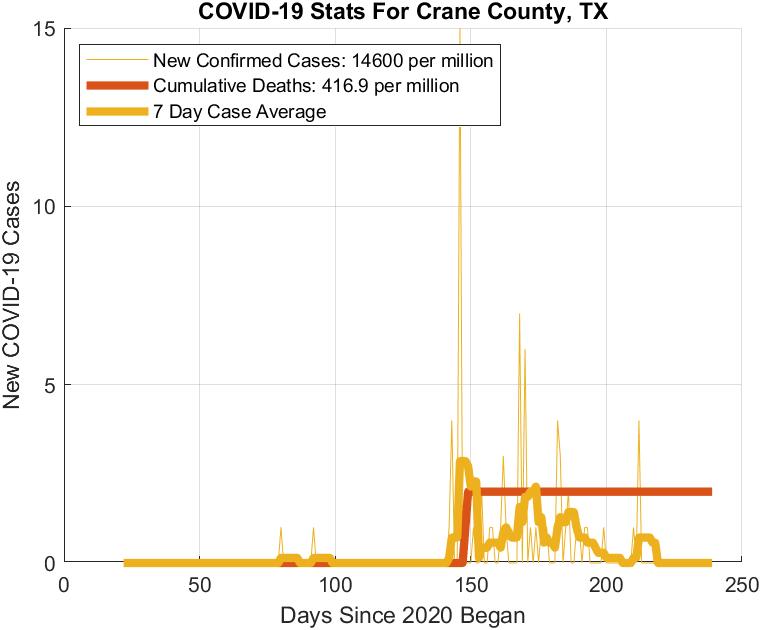 COVID-19 Stats For Crane County, TX
New Confirmed Cases: 14600 per million
Cumulative Deaths: 416.9 per million
7 Day Case Average
New COVID-19 Cases
15
10
5
0
0 50 100 150 200 250
Days Since 2020 Began